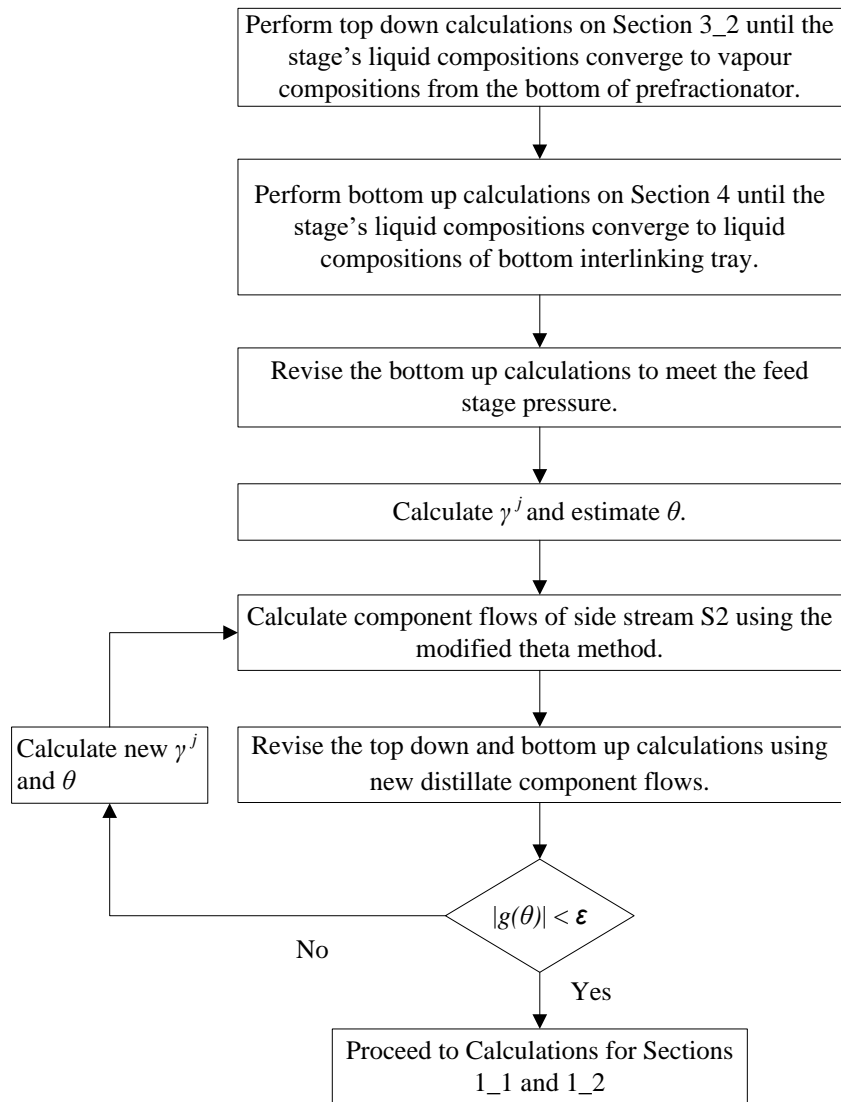 Perform top down calculations on Section 3_2 until the
stage’s liquid compositions converge to vapour
compositions from the bottom of prefractionator.
Perform bottom up calculations on Section 4 until the
stage’s liquid compositions converge to liquid
compositions of bottom interlinking tray.
Revise the bottom up calculations to meet the feed
stage pressure.
Calculate γ^j and estimate θ.
Calculate component flows of side stream S2 using the
modified theta method.
Calculate new γ^j
and θ
Revise the top down and bottom up calculations using
new distillate component flows.
|g(θ)| < ε
No
Yes
Proceed to Calculations for Sections
1_1 and 1_2